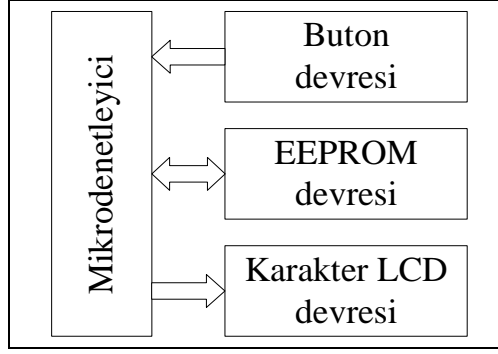 Mikrodenetleyici
Buton
devresi
EEPROM
devresi
Karakter LCD
devresi